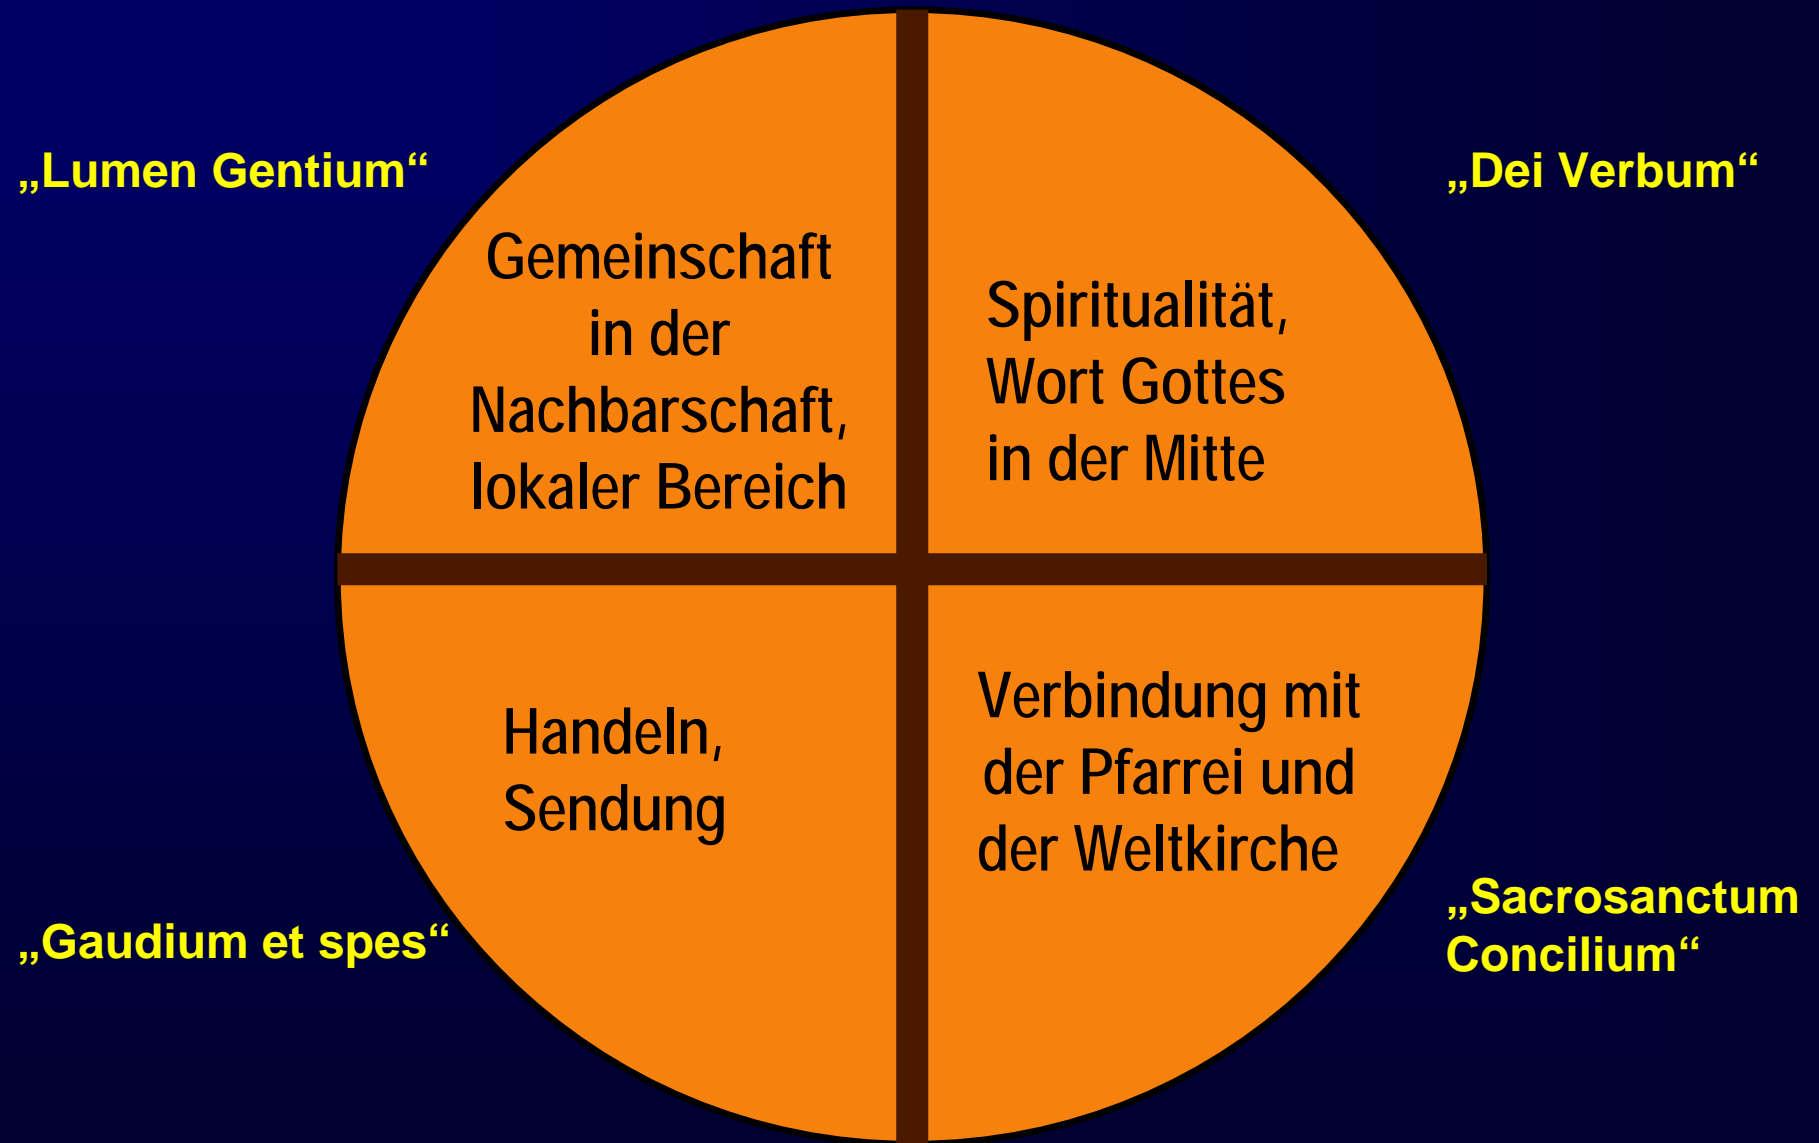 „Lumen Gentium“
„Dei Verbum“
Gemeinschaft
in der
Nachbarschaft,
lokaler Bereich
Spiritualität,
Wort Gottes
in der Mitte
Handeln,
Sendung
Verbindung mit
der Pfarrei und
der Weltkirche
„Gaudium et spes“
„Sacrosanctum
Concilium“